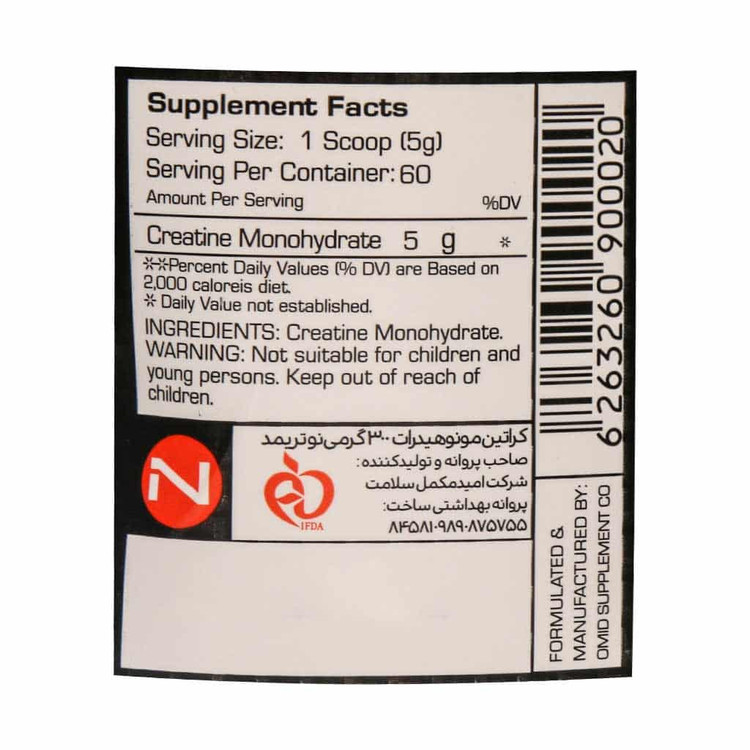 Supplement Facts
Serving Size: 1 Scoop (5g)
Serving Per Container: 60
Amount Per Serving %DV
Creatine Monohydrate 5 g *
**Percent Daily Values (% DV) are Based on
2,000 caloreis diet.
* Daily Value not established.
INGREDIENTS: Creatine Monohydrate.
WARNING: Not suitable for children and
young persons. Keep out of reach of
children.
کراتین مونوهیدرات ۳۰۰ گرمی نوتریمد
صاحب پروانه و تولیدکننده:
شرکت امید مکمل سلامت
پروانه بهداشتی ساخت:
۸۴۵۸۱۰۹۸۹۰۸۷۵۷۵۵
IFDA
6 263260 900020
FORMULATED &
MANUFACTURED BY:
OMID SUPPLEMENT CO